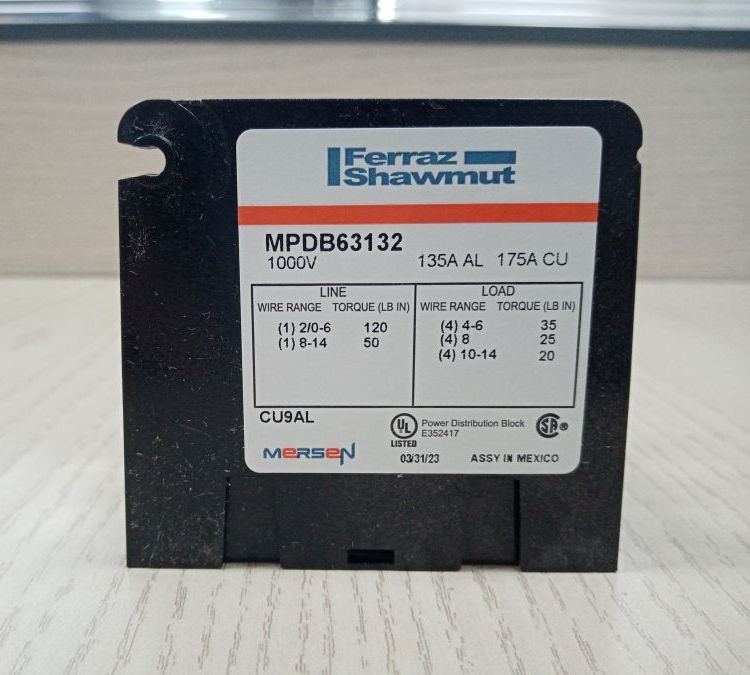 Ferraz
Shawmut
MPDB63132
1000V 135A AL 175A CU
LINE LOAD
WIRE RANGE TORQUE (LB IN) WIRE RANGE TORQUE (LB IN)
(1) 2/0-6 120 (4) 4-6 35
(1) 8-14 50 (4) 8 25
(4) 10-14 20
CU9AL
UL LISTED Power Distribution Block E352417 SA ®
MERSEN 03/31/23 ASSY IN MEXICO